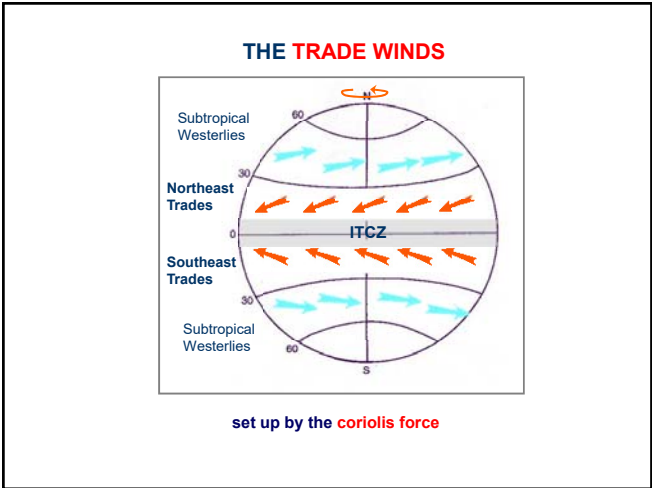 THE TRADE WINDS
N
60
Subtropical
Westerlies
30
Northeast
Trades
0
ITCZ
Southeast
Trades
30
Subtropical
Westerlies
60
S
set up by the coriolis force